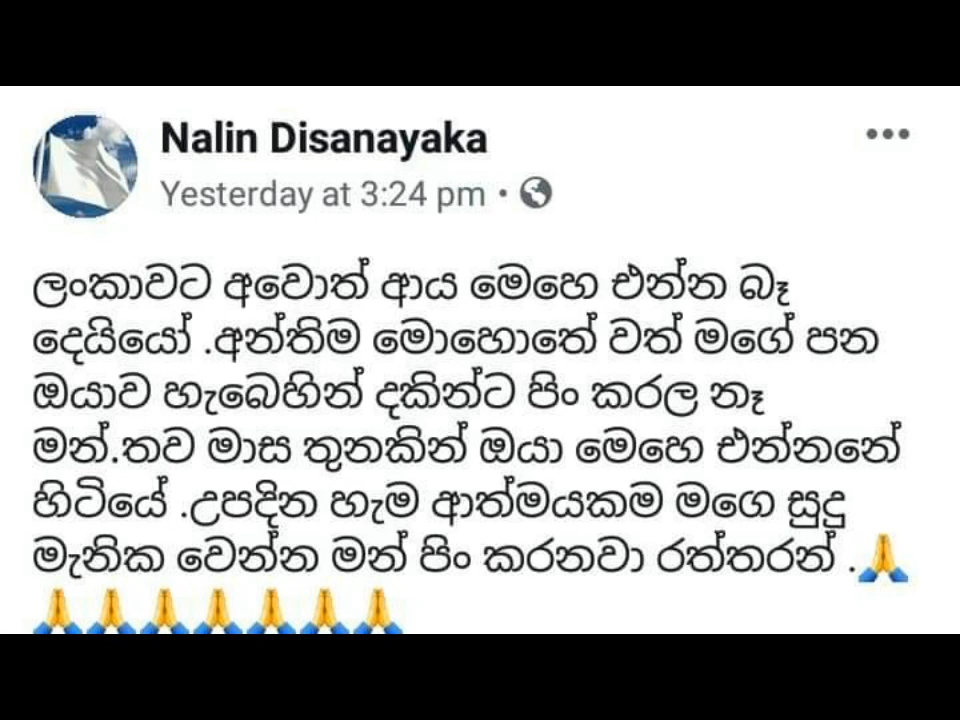 Nalin Disanayaka
Yesterday at 3:24 pm •
ලංකාවට අවොත් ආය මෙහෙ එන්න බෑ
දෙයියෝ .අන්තිම මොහොතේ වත් මගේ පන
ඔයාව හැබෙහින් දකින්ට පිං කරල නෑ
මන්.තව මාස තුනකින් ඔයා මෙහෙ එන්නනේ
හිටියේ .උපදින හැම ආත්මයකම මගෙ සුදු
මැනික වෙන්න මන් පිං කරනවා රත්තරන් .🙏
🙏🙏🙏🙏🙏🙏🙏